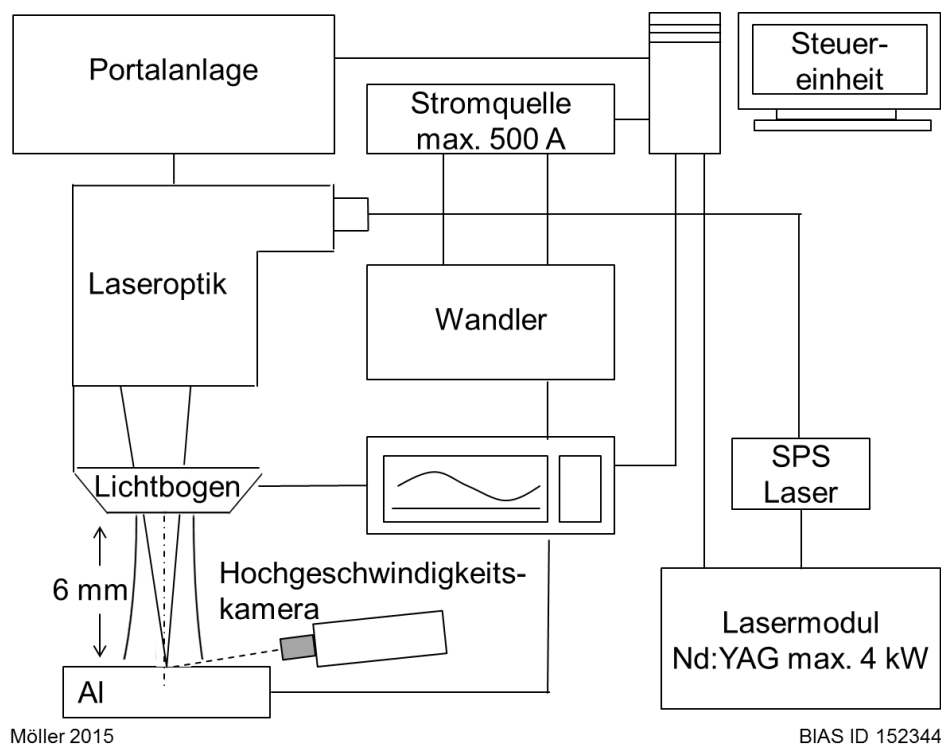 Portalanlage
Steuer-
einheit
Stromquelle
max. 500 A
Laseroptik
Wandler
Lichtbogen
SPS
Laser
6 mm
Hochgeschwindigkeits-
kamera
Lasermodul
Nd:YAG max. 4 kW
Al
Möller 2015
BIAS ID 152344